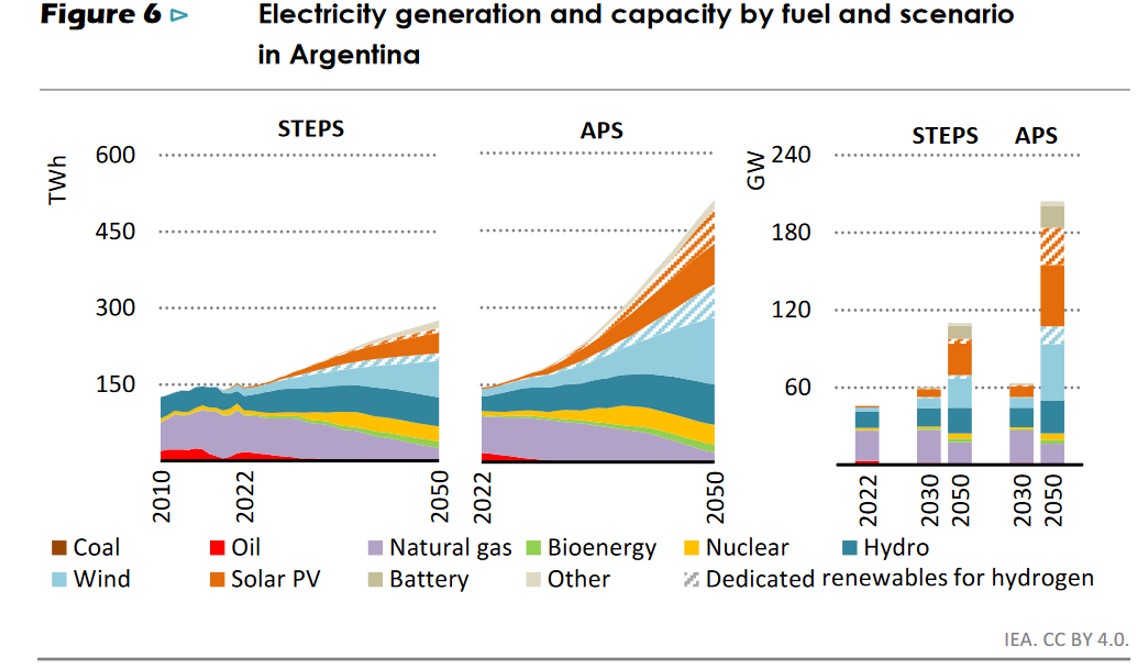 Figure 6 ▷ Electricity generation and capacity by fuel and scenario
in Argentina
STEPS APS
TWh
600
450
300
150
2010 2022 2050 2022 2050
STEPS APS
GW
240
180
120
60
2022 2030 2050 2030 2050
Coal Oil Natural gas Bioenergy Nuclear Hydro
Wind Solar PV Battery Other Dedicated renewables for hydrogen
IEA. CC BY 4.0.